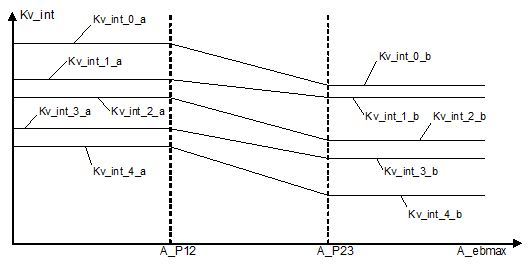 Kv_int
Kv_int_0_a
Kv_int_0_b
Kv_int_1_a
Kv_int_3_a
Kv_int_2_a
Kv_int_1_b
Kv_int_2_b
Kv_int_4_a
Kv_int_3_b
Kv_int_4_b
A_P12
A_P23
A_ebmax